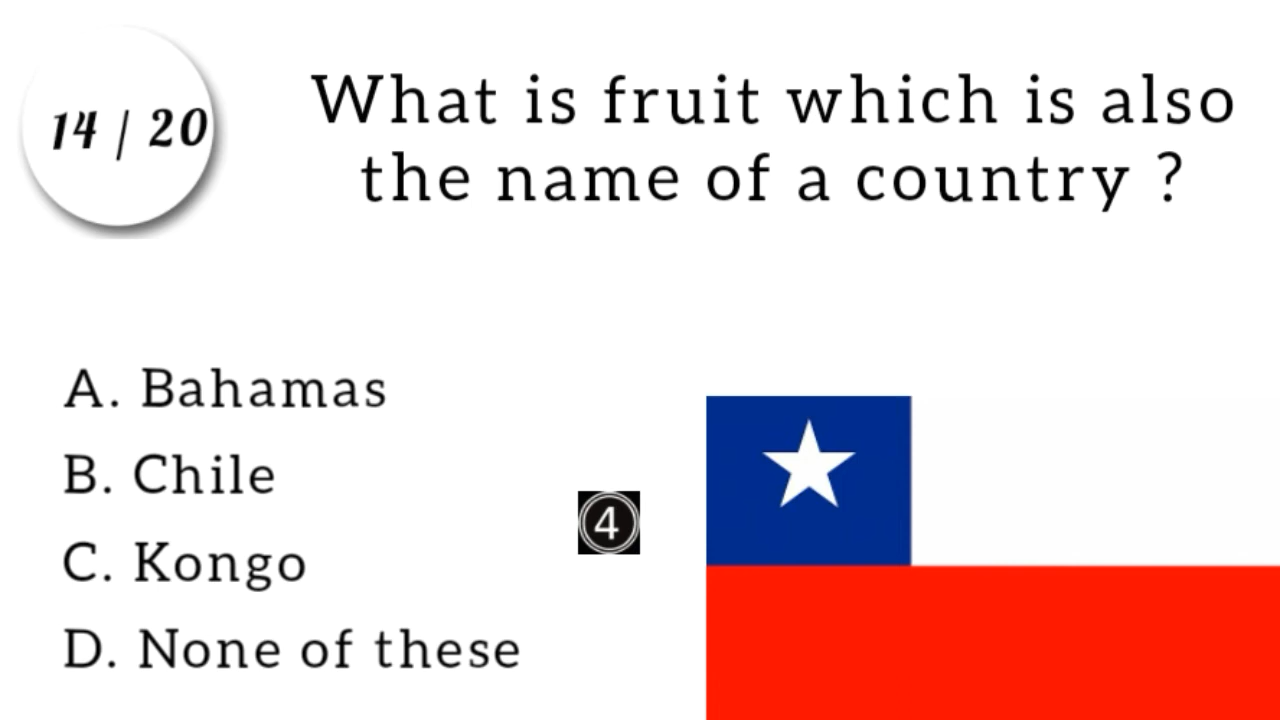 14 / 20
What is fruit which is also
the name of a country ?
A. Bahamas
B. Chile
C. Kongo
D. None of these
4